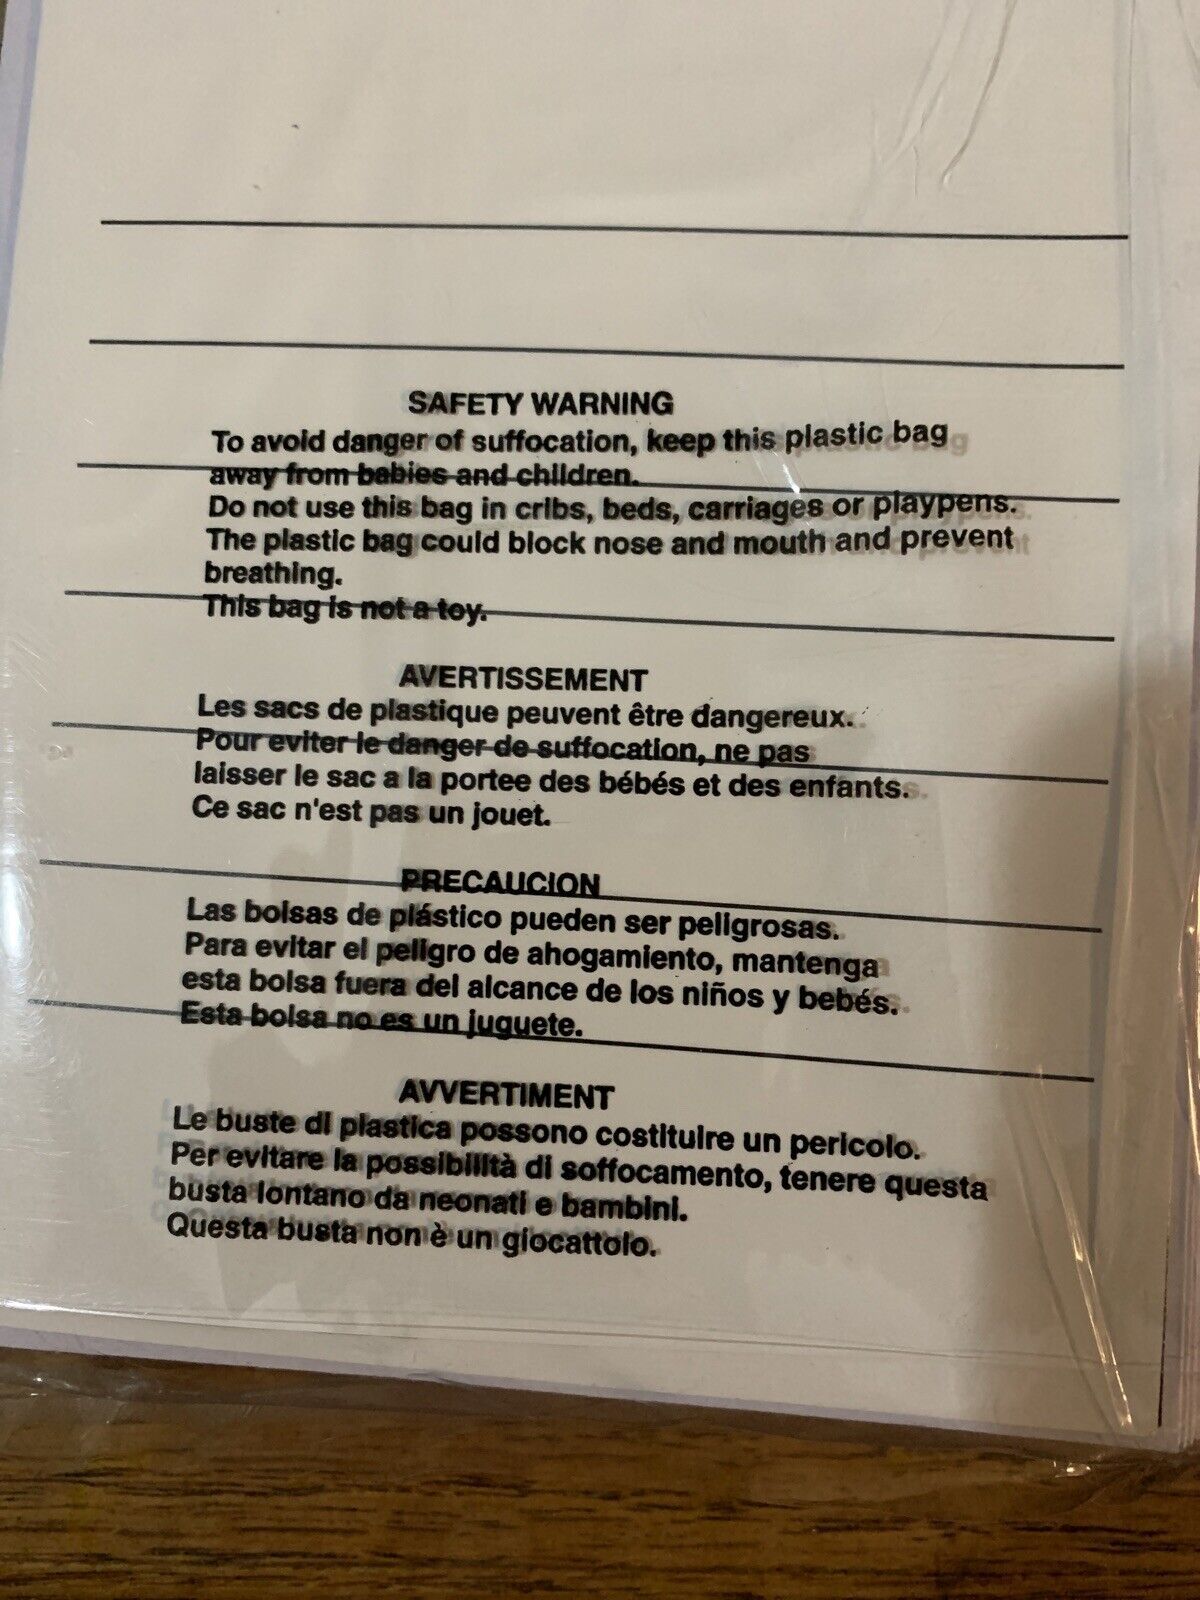 SAFETY WARNING
To avoid danger of suffocation, keep this plastic bag
away from babies and children.
Do not use this bag in cribs, beds, carriages or playpens.
The plastic bag could block nose and mouth and prevent
breathing.
This bag is not a toy.
AVERTISSEMENT
Les sacs de plastique peuvent être dangereux.
Pour eviter le danger de suffocation, ne pas
laisser le sac a la portee des bébés et des enfants.
Ce sac n'est pas un jouet.
PRECAUCION
Las bolsas de plástico pueden ser peligrosas.
Para evitar el peligro de ahogamiento, mantenga
esta bolsa fuera del alcance de los niños y bebés.
Esta bolsa no es un juguete.
AVVERTIMENT
Le buste di plastica possono costituire un pericolo.
Per evitare la possibilità di soffocamento, tenere questa
busta lontano da neonati e bambini.
Questa busta non è un giocattolo.